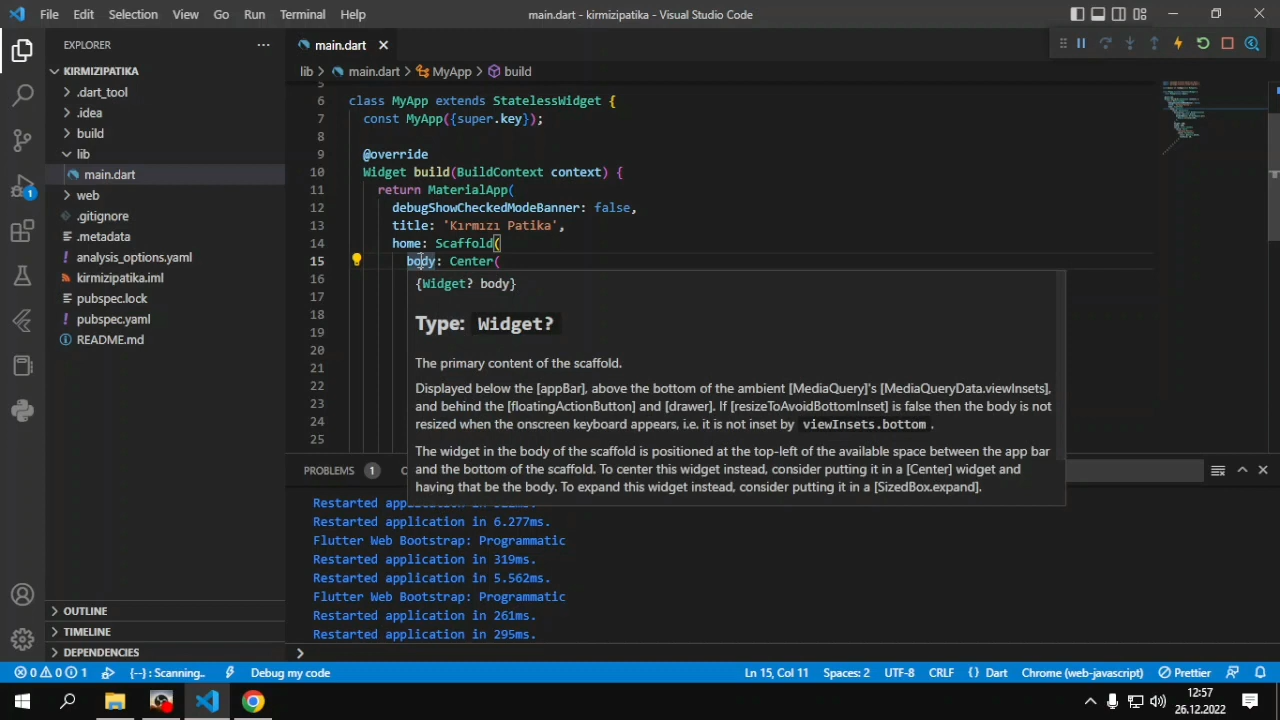 File Edit Selection View Go Run Terminal Help
main.dart - kirmizipatika - Visual Studio Code
EXPLORER
KIRMIZIPATIKA
.dart_tool
.idea
build
lib
main.dart
web
.gitignore
.metadata
analysis_options.yaml
kirmizipatika.iml
pubspec.lock
pubspec.yaml
README.md
OUTLINE
TIMELINE
DEPENDENCIES
1
main.dart
lib > main.dart > MyApp > build
6 class MyApp extends StatelessWidget {
7 const MyApp({super.key});
8
9 @override
10 Widget build(BuildContext context) {
11 return MaterialApp(
12 debugShowCheckedModeBanner: false,
13 title: 'Kırmızı Patika',
14 home: Scaffold(
15 body: Center(
16
17
18
19
20
21
22
23
24
25
{Widget? body}
Type: Widget?
The primary content of the scaffold.
Displayed below the [appBar], above the bottom of the ambient [MediaQuery]'s [MediaQueryData.viewInsets],
and behind the [floatingActionButton] and [drawer]. If [resizeToAvoidBottomInset] is false then the body is not
resized when the onscreen keyboard appears, i.e. it is not inset by viewInsets.bottom .
The widget in the body of the scaffold is positioned at the top-left of the available space between the app bar
and the bottom of the scaffold. To center this widget instead, consider putting it in a [Center] widget and
having that be the body. To expand this widget instead, consider putting it in a [SizedBox.expand].
PROBLEMS 1
Restarted application in
Restarted application in 6.277ms.
Flutter Web Bootstrap: Programmatic
Restarted application in 319ms.
Restarted application in 5.562ms.
Flutter Web Bootstrap: Programmatic
Restarted application in 261ms.
Restarted application in 295ms.
0 0 1 {--} : Scanning.. Debug my code Ln 15, Col 11 Spaces: 2 UTF-8 CRLF { } Dart Chrome (web-javascript) Prettier
12:57
26.12.2022